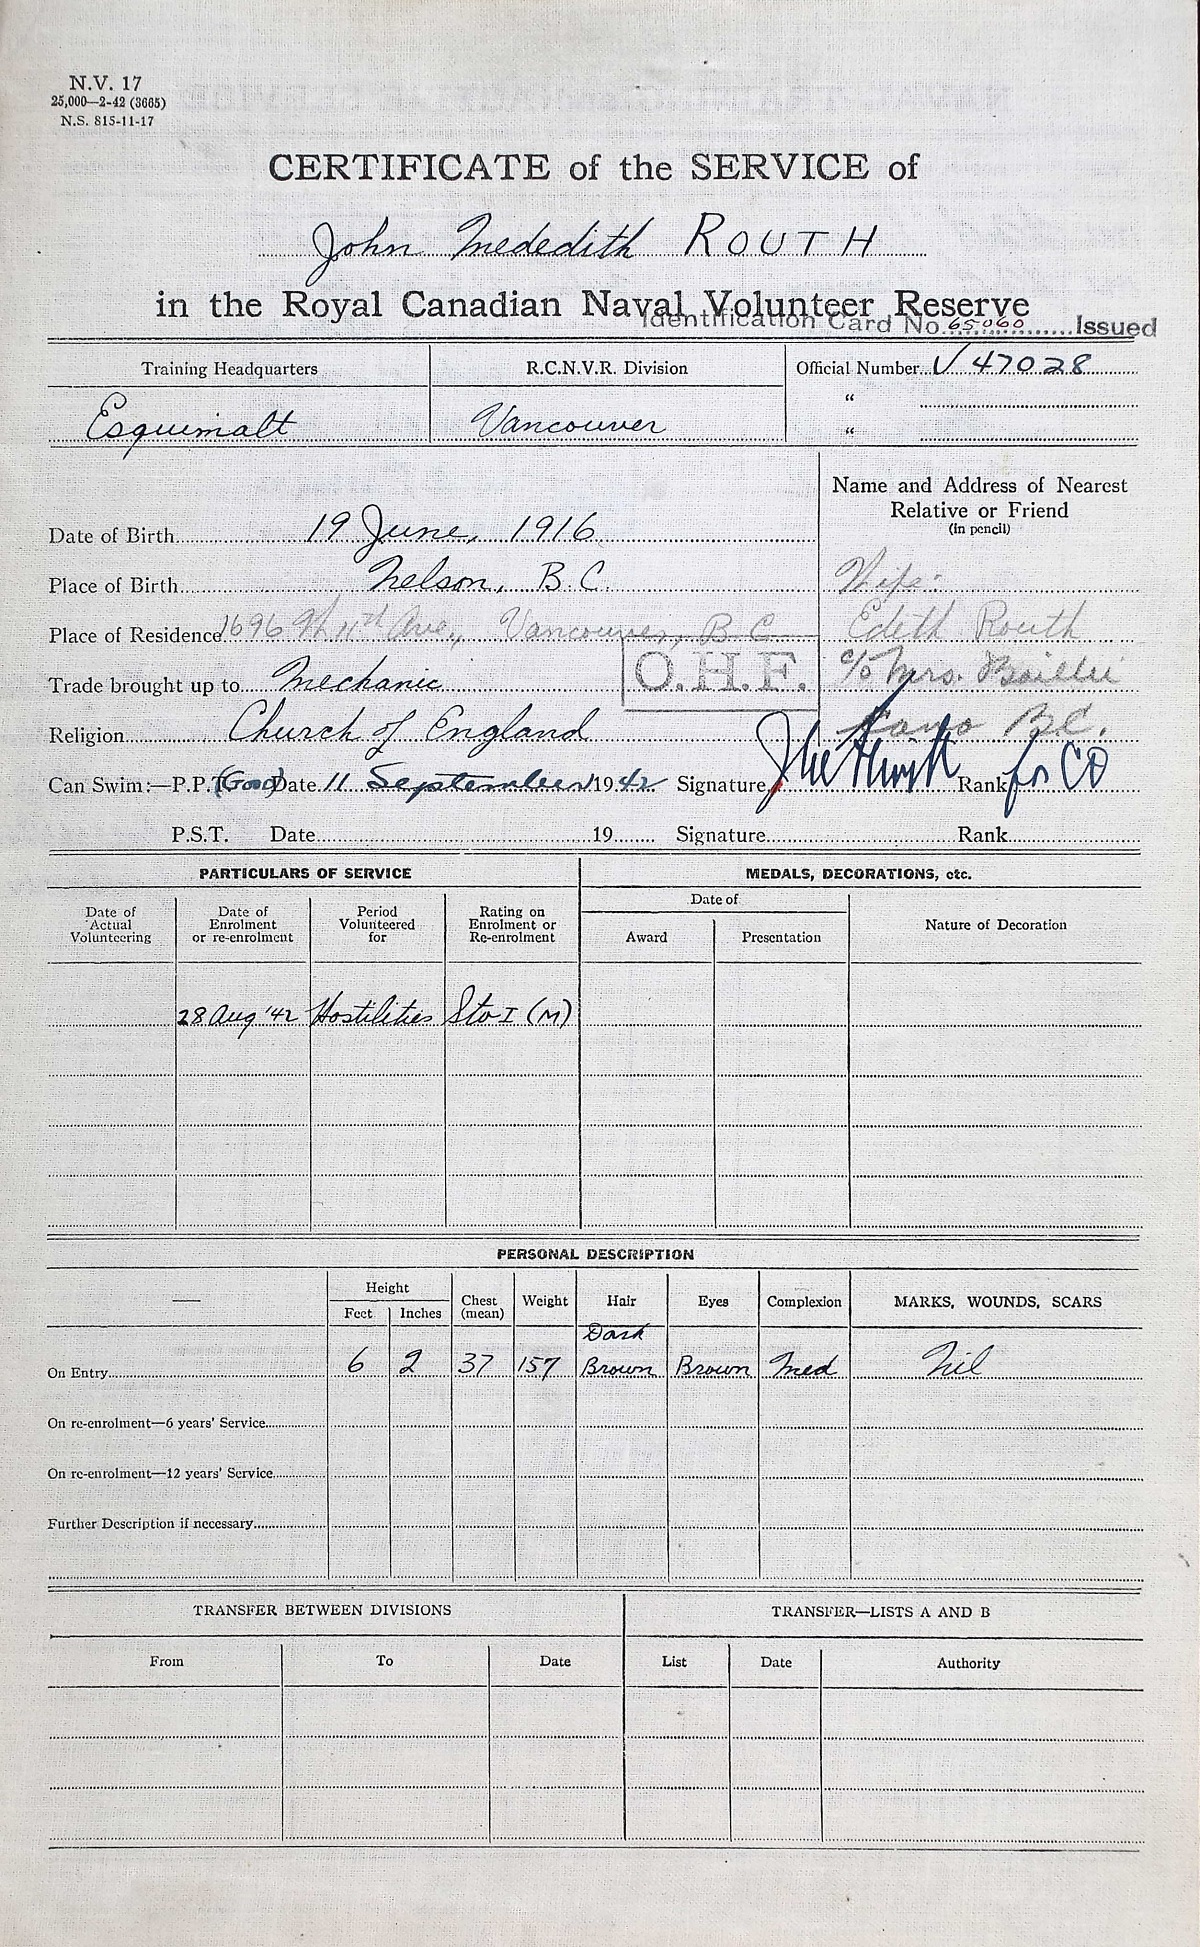 N.V. 17
25,000—2-42 (3665)
N.S. 815-11-17
CERTIFICATE of the SERVICE of
John Mededith ROUTH
in the Royal Canadian Naval Volunteer Reserve
Identification Card No. 65060 Issued
Training Headquarters R.C.N.V.R. Division Official Number V 47028
"
Esquimalt Vancouver "
Name and Address of Nearest
Relative or Friend
(in pencil)
Date of Birth 19 June, 1916
Place of Birth Nelson, B.C. Wife:
Place of Residence 1696 W 11th Ave., Vancouver, B.C. Edeth Routh
O.H.F.
Trade brought up to Mechanic c/o Mrs. Baillie
Religion Church of England B.C.
Can Swim:—P.P.T. (Good) Date 11 September 1942 Signature Rank for CO
P.S.T. Date 19 Signature Rank
PARTICULARS OF SERVICE MEDALS, DECORATIONS, etc.
Date of Actual Volunteering Date of Enrolment or re-enrolment Period Volunteered for Rating on Enrolment or Re-enrolment Date of Award Presentation Nature of Decoration
28 Aug '42 Hostilities Sto I (M)
PERSONAL DESCRIPTION
— Height Feet Inches Chest (mean) Weight Hair Eyes Complexion MARKS, WOUNDS, SCARS
On Entry 6 2 37 157 Dark Brown Brown Med Nil
On re-enrolment—6 years' Service
On re-enrolment—12 years' Service
Further Description if necessary
TRANSFER BETWEEN DIVISIONS TRANSFER—LISTS A AND B
From To Date List Date Authority